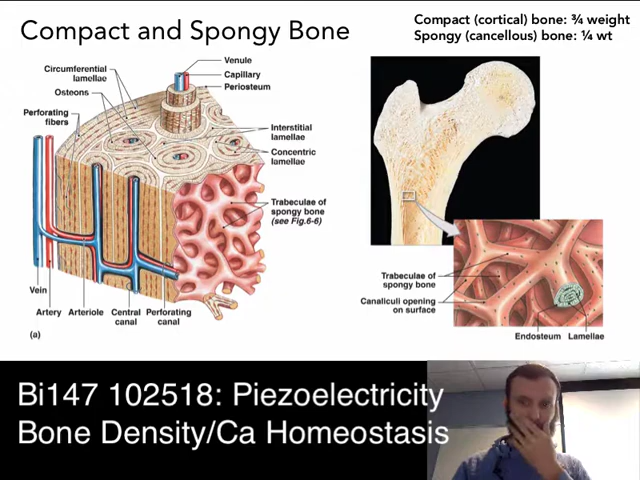 Compact and Spongy Bone
Compact (cortical) bone: ¾ weight
Spongy (cancellous) bone: ¼ wt
Venule
Capillary
Periosteum
Circumferential
lamellae
Osteons
Perforating
fibers
Interstitial
lamellae
Concentric
lamellae
Trabeculae of
spongy bone
(see Fig.6-6)
Vein
Artery
Arteriole
Central
canal
Perforating
canal
(a)
Trabeculae of
spongy bone
Canaliculi opening
on surface
Endosteum
Lamellae
Bi147 102518: Piezoelectricity
Bone Density/Ca Homeostasis